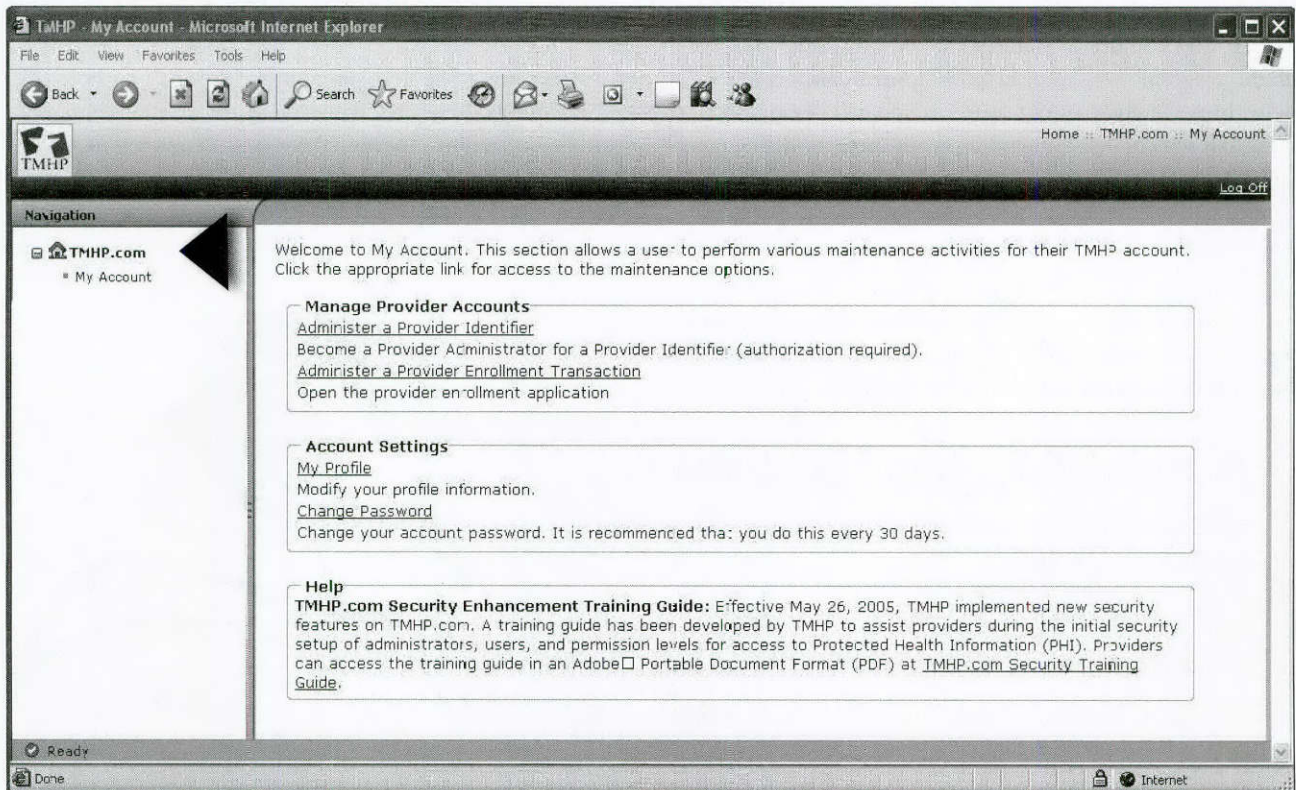 TMHP - My Account - Microsoft Internet Explorer
File Edit View Favorites Tools Help
Back Search Favorites
TMHP
Home :: TMHP.com :: My Account
Log Off
Navigation
TMHP.com
My Account
Welcome to My Account. This section allows a user to perform various maintenance activities for their TMHP account.
Click the appropriate link for access to the maintenance options.
Manage Provider Accounts
Administer a Provider Identifier
Become a Provider Administrator for a Provider Identifier (authorization required).
Administer a Provider Enrollment Transaction
Open the provider enrollment application
Account Settings
My Profile
Modify your profile information.
Change Password
Change your account password. It is recommenced that you do this every 30 days.
Help
TMHP.com Security Enhancement Training Guide: Effective May 26, 2005, TMHP implemented new security
features on TMHP.com. A training guide has been developed by TMHP to assist providers during the initial security
setup of administrators, users, and permission levels for access to Protected Health Information (PHI). Providers
can access the training guide in an Adobe□ Portable Document Format (PDF) at TMHP.com Security Training
Guide.
Ready
Done
Internet